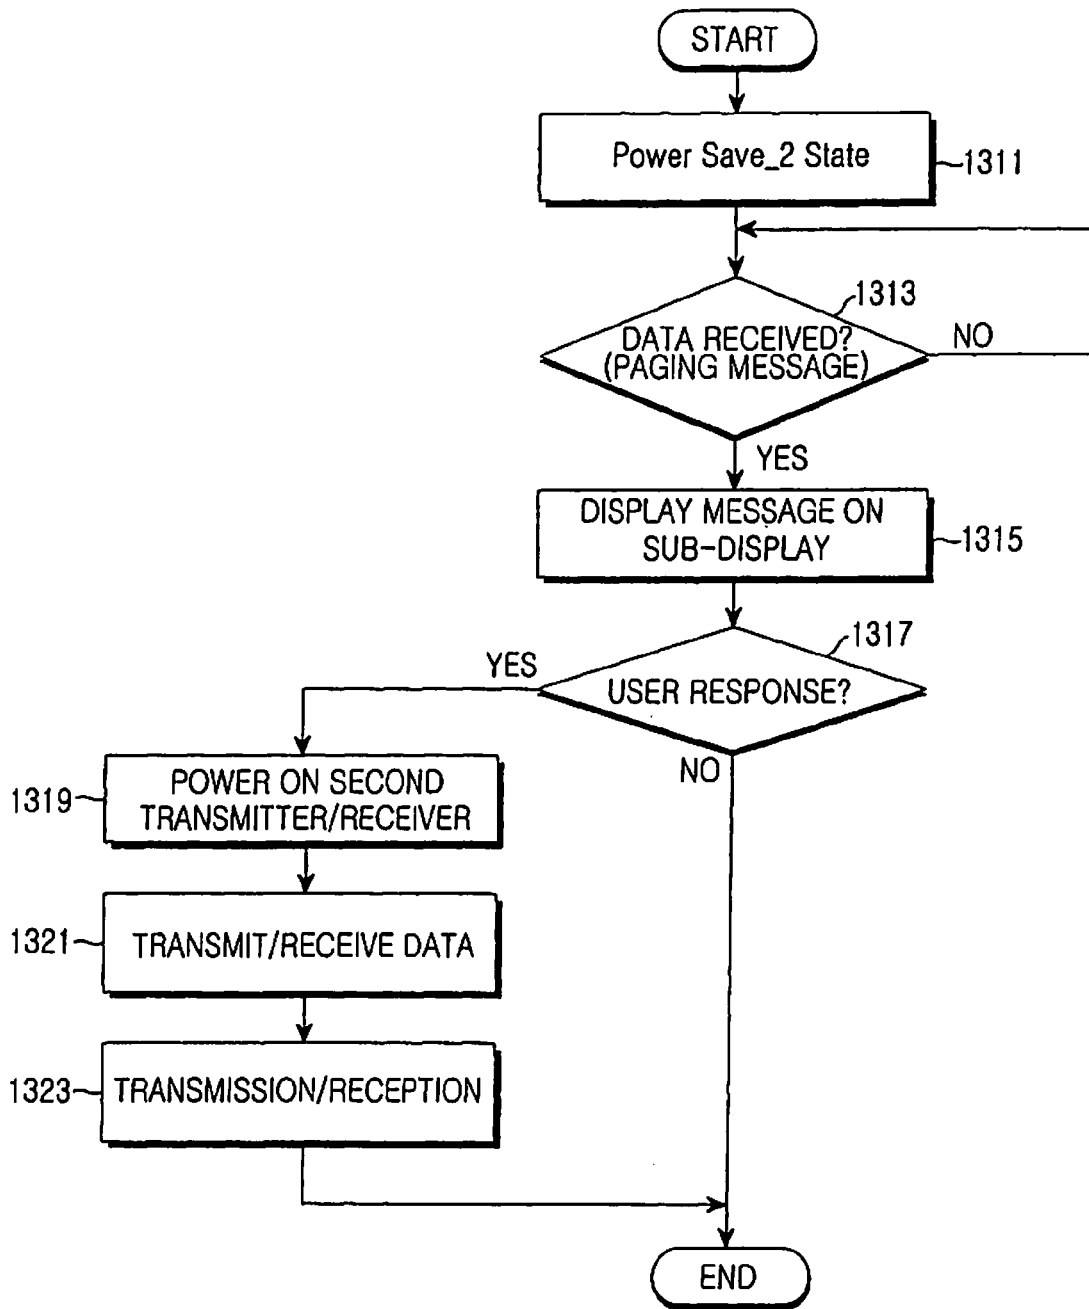 START
Power Save_2 State
1311
1313
DATA RECEIVED?
(PAGING MESSAGE)
NO
YES
DISPLAY MESSAGE ON
SUB-DISPLAY
1315
1317
YES
USER RESPONSE?
NO
1319
POWER ON SECOND
TRANSMITTER/RECEIVER
1321
TRANSMIT/RECEIVE DATA
1323
TRANSMISSION/RECEPTION
END